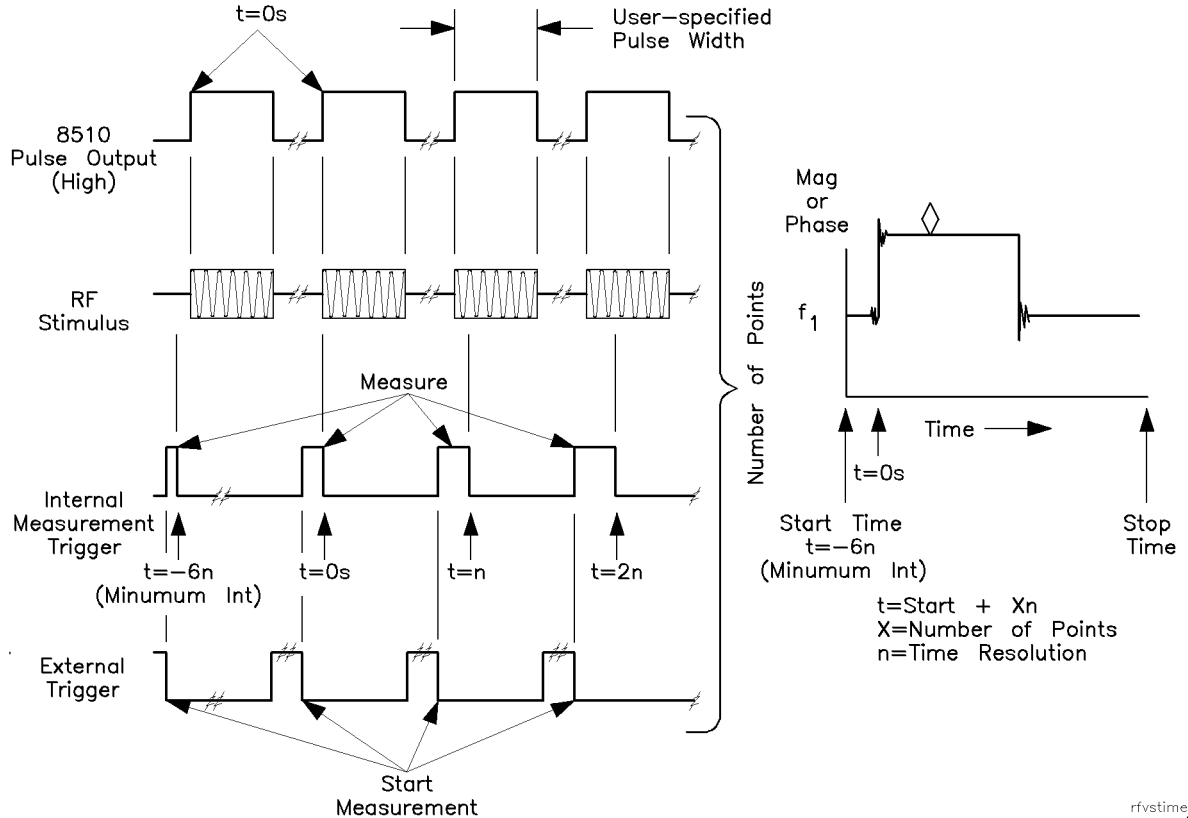 t=0s
User-specified
Pulse Width
8510
Pulse Output
(High)
RF
Stimulus
Measure
Internal
Measurement
Trigger
t=-6n
(Minumum Int)
t=0s
t=n
t=2n
External
Trigger
Start
Measurement
Number of Points
Mag
or
Phase
f1
Time
t=0s
Start Time
t=-6n
(Minumum Int)
Stop
Time
t=Start + Xn
X=Number of Points
n=Time Resolution
rfvstime